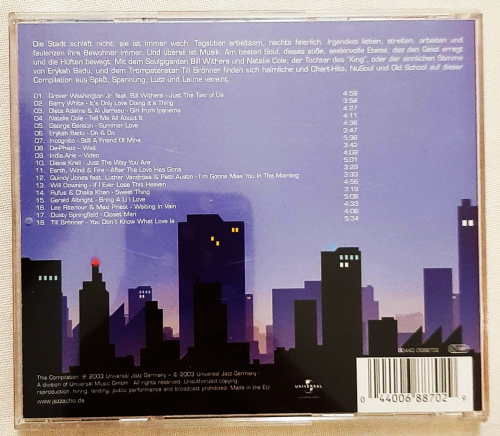 Die Stadt schläft nicht, sie ist immer wach: Tagsüber arbeitsam, nachts feierlich. Irgendwo lieben, streiten, arbeiten und
faulenzen ihre Bewohner immer. Und überall ist Musik. Am besten Soul, dieses süße, seelenvolle Etwas, das den Geist erregt
und die Hüften bewegt. Mit dem Soulgiganten Bill Withers und Natalie Cole, der Tochter des "King", oder der sinnlichen Stimme
von Erykah Badu, und dem Trompetenstar Till Brönner finden sich heimliche und Chart-Hits, NuSoul und Old School auf dieser
Compilation aus Spaß, Spannung, Lust und Laune vereint.
01. Grover Washington Jr. feat. Bill Withers - Just The Two of Us
02. Barry White - It's Only Love Doing It's Thing
03. Oleta Adams & Al Jarreau - Girl from Ipanema
04. Natalie Cole - Tell Me All About It
05. George Benson - Summer Love
06. Erykah Badu - On & On
07. Incognito - Still A Friend Of Mine
08. De-Phazz - Wait
09. India.Arie - Video
10. Diana Krall - Just The Way You Are
11. Earth, Wind & Fire - After The Love Has Gone
12. Quincy Jones feat. Luther Vandross & Patti Austin - I'm Gonna Miss You In The Morning
13. Will Downing - If I Ever Lose This Heaven
14. Rufus & Chaka Khan - Sweet Thing
15. Gerald Albright - Bring A Li'l Love
16. Lee Ritenour & Maxi Priest - Waiting In Vain
17. Dusty Springfield - Closet Man
18. Till Brönner - You Don't Know What Love Is
4:59
3:58
4:27
4:11
4:36
3:47
5:36
5:01
3:29
3:33
4:56
3:19
5:05
4:33
4:06
5:34
This Compilation: ℗ 2003 Universal Jazz Germany - © 2003 Universal Jazz Germany -
A division of Universal Music GmbH . All rights reserved. Unauthorized copying,
reproduction, hiring, lending, public performance and broadcast prohibited. Made in the EU.
www.jazzecho.de
UNIVERSAL
00440 0688702
0 44006 88702 9